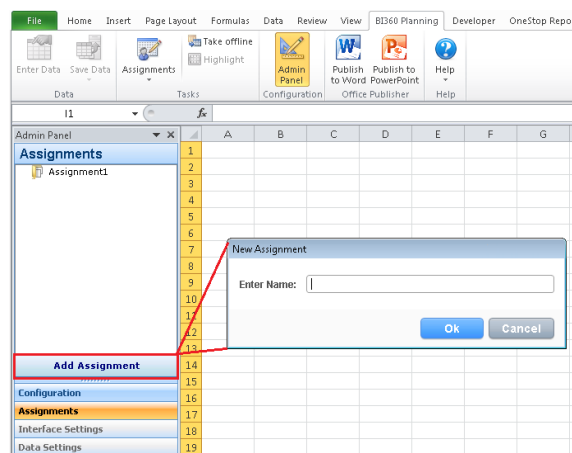 File Home Insert Page Layout Formulas Data Review View BI360 Planning Developer OneStop Repo
Enter Data Save Data Assignments Take offline Highlight Admin Panel Publish to Word Publish to PowerPoint Help
Data Tasks Configuration Office Publisher Help
I1 fx
Admin Panel A B C D E F G
Assignments 1
Assignment1 2
3
4
5
6
7 New Assignment
8
9 Enter Name:
10
11
12 Ok Cancel
13
Add Assignment 14
15
Configuration 16
Assignments 17
Interface Settings 18
Data Settings 19